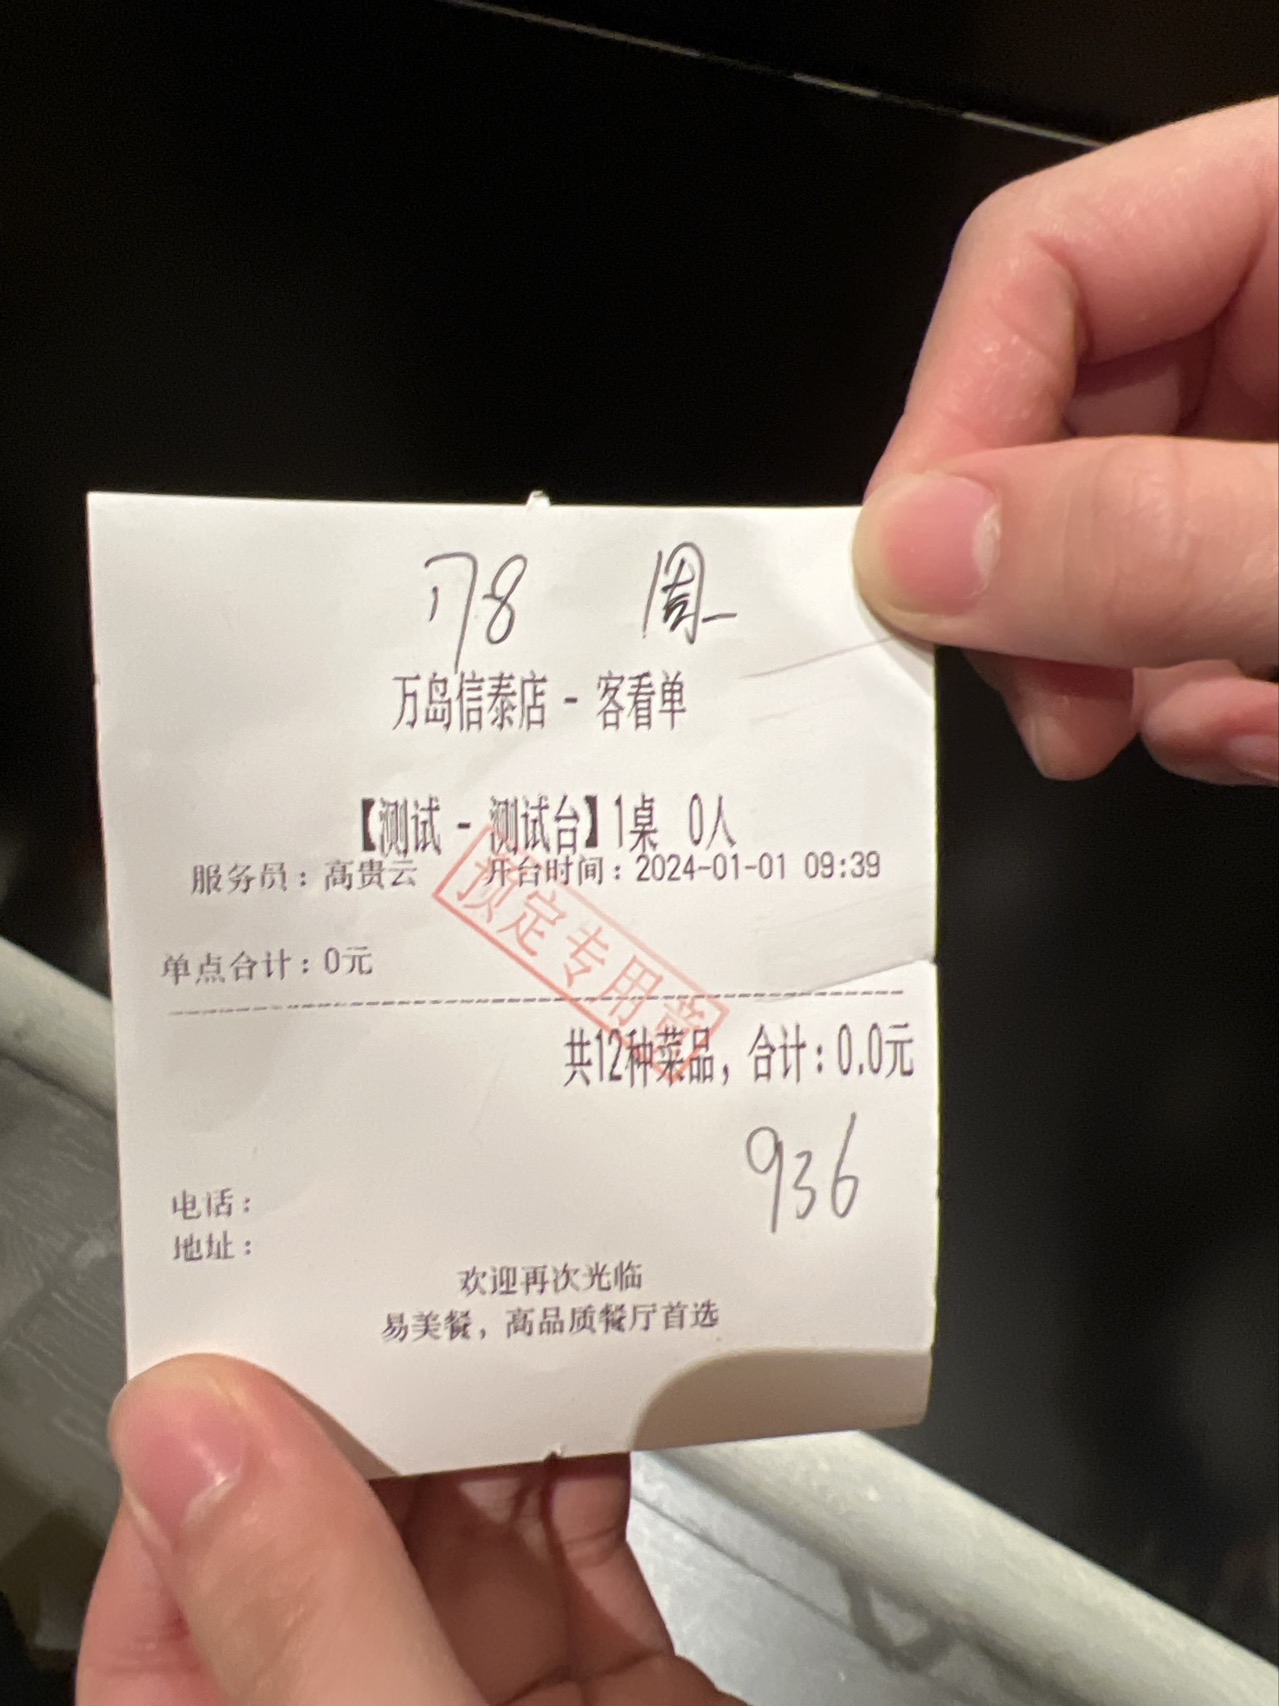 178 周
万岛信泰店 - 客看单
【测试 - 测试台】1桌 0人
服务员：高贵云 开台时间：2024-01-01 09:39
预定专用章
单点合计：0元
共12种菜品，合计：0.0元
936
电话：
地址：
欢迎再次光临
易美餐，高品质餐厅首选